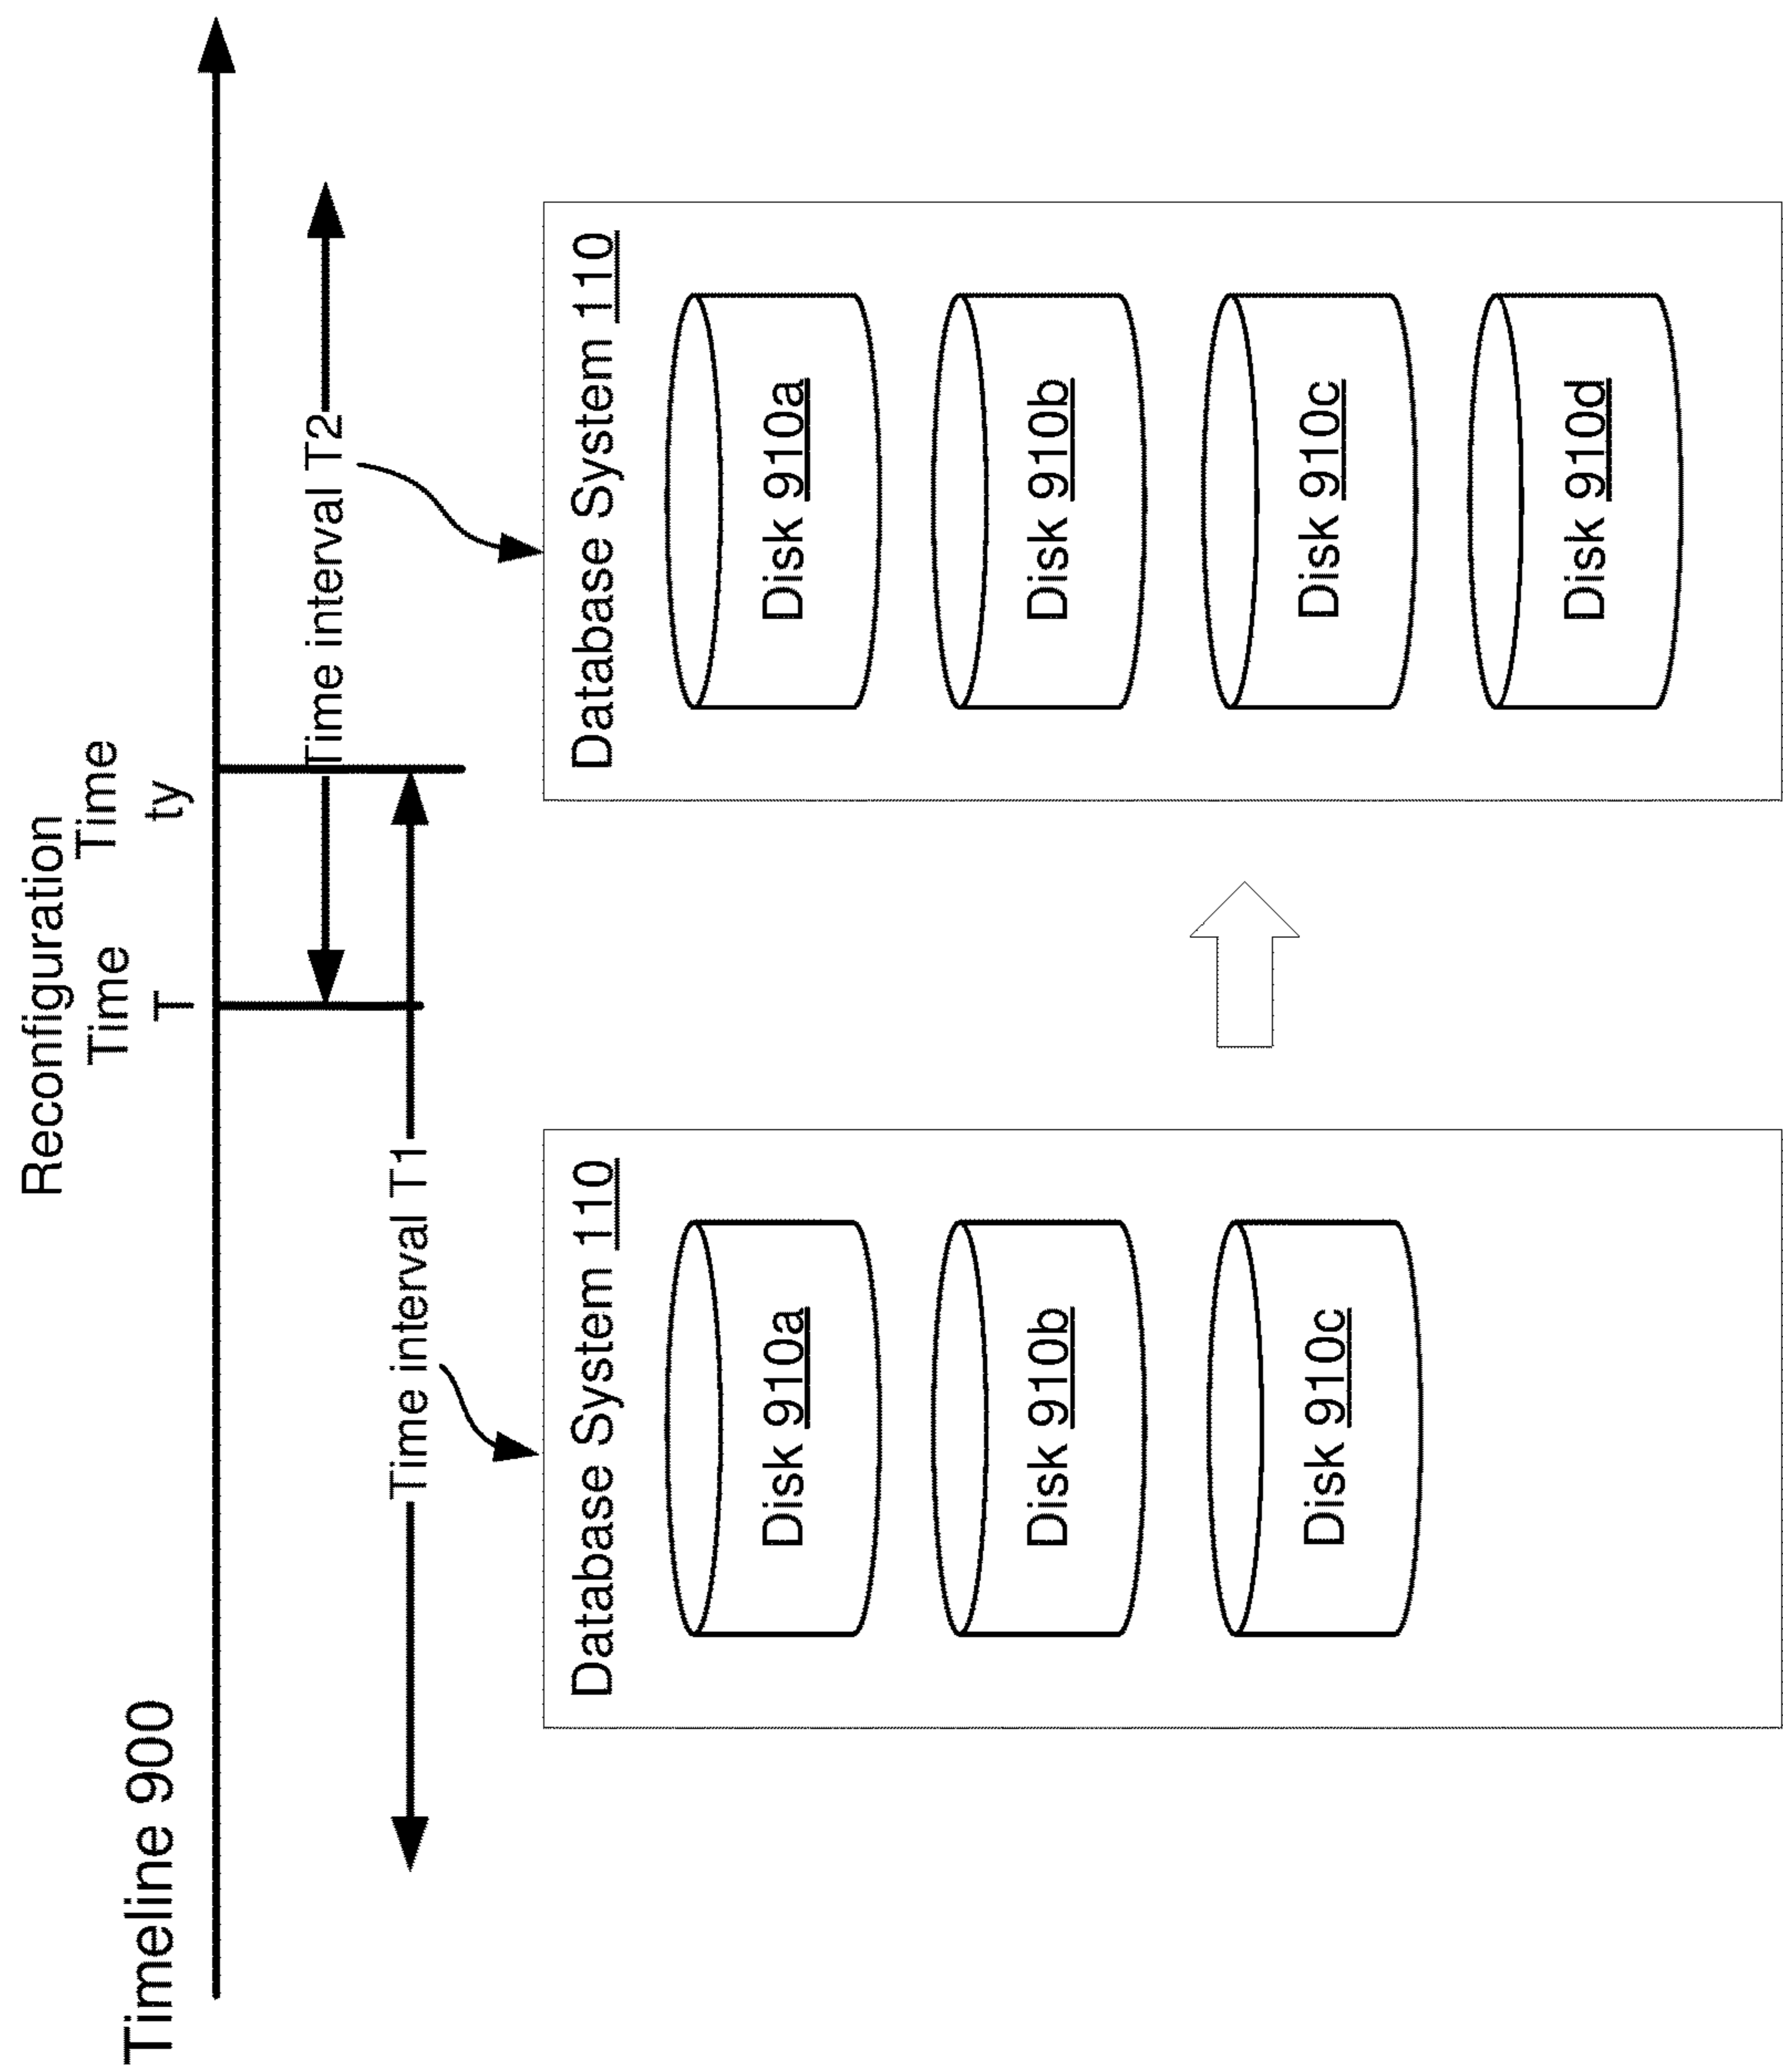 Timeline 900
Reconfiguration
Time
T
Time
ty
Time interval T2
Time interval T1
Database System 110
Disk 910a
Disk 910b
Disk 910c
Database System 110
Disk 910a
Disk 910b
Disk 910c
Disk 910d